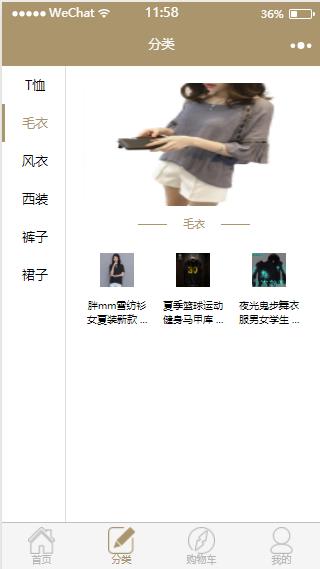 WeChat 11:58 36%
分类
T恤
毛衣
风衣
西装
裤子
裙子
毛衣
胖mm雪纺衫
女夏装新款 ...
夏季篮球运动
健身马甲库 ...
夜光鬼步舞衣
服男女学生 ...
30
首页 分类 购物车 我的